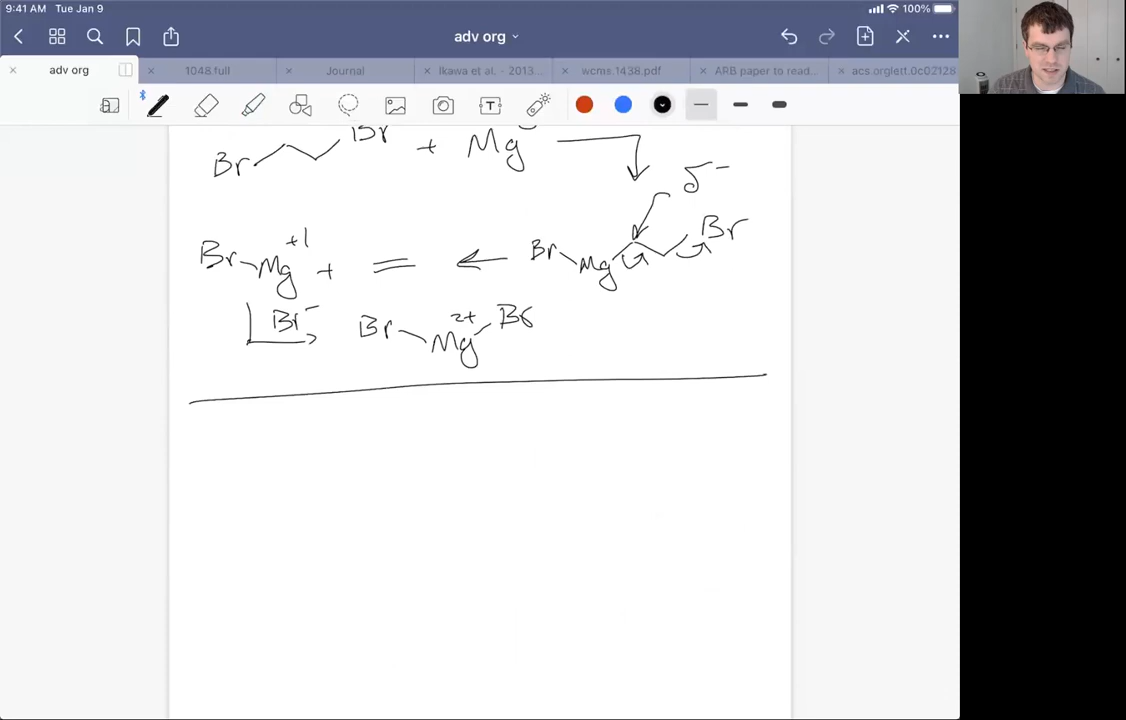 9:41 AM Tue Jan 9
100%
adv org
adv org
1048.full
Journal
Ikawa et al. - 2013...
wcms.1438.pdf
ARB paper to read...
acs.orglett.0c02128
Br Br + Mg
δ-
Br-Mg +1 + = ← Br Mg Br
Br- Br Mg 2+ Br